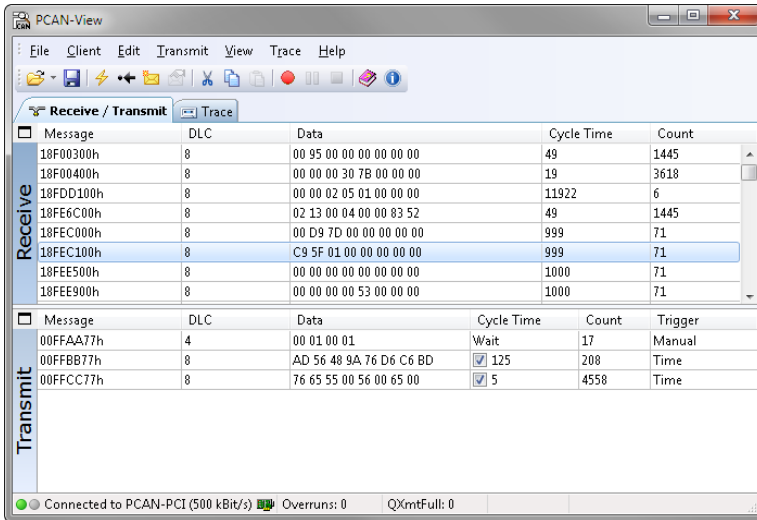 PCAN-View
File Client Edit Transmit View Trace Help
Receive / Transmit Trace
Message DLC Data Cycle Time Count
18F00300h 8 00 95 00 00 00 00 00 00 49 1445
18F00400h 8 00 00 00 30 7B 00 00 00 19 3618
18FDD100h 8 00 00 02 05 01 00 00 00 11922 6
18FE6C00h 8 02 13 00 04 00 00 83 52 49 1445
18FEC000h 8 00 D9 7D 00 00 00 00 00 999 71
18FEC100h 8 C9 5F 01 00 00 00 00 00 999 71
18FEE500h 8 00 00 00 00 00 00 00 00 1000 71
18FEE900h 8 00 00 00 00 53 00 00 00 1000 71
Receive
Message DLC Data Cycle Time Count Trigger
00FFAA77h 4 00 01 00 01 Wait 17 Manual
00FFBB77h 8 AD 56 48 9A 76 D6 C6 BD 125 208 Time
00FFCC77h 8 76 65 55 00 56 00 65 00 5 4558 Time
Transmit
Connected to PCAN-PCI (500 kBit/s) Overruns: 0 QXmtFull: 0